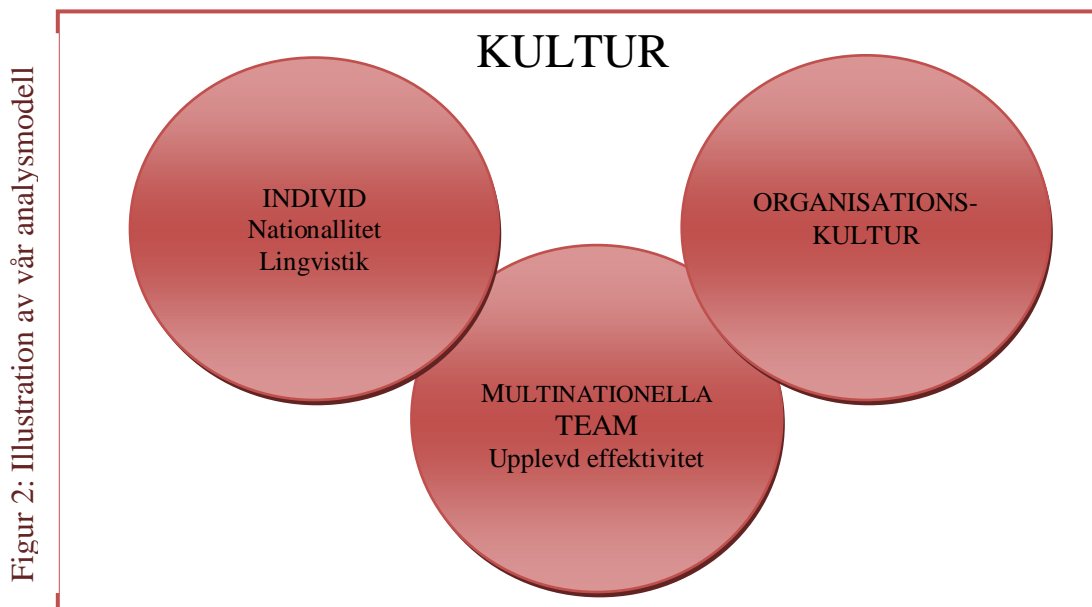 Figur 2: Illustration av vår analysmodell
KULTUR
INDIVID
Nationallitet
Lingvistik
ORGANISATIONS-
KULTUR
MULTINATIONELLA
TEAM
Upplevd effektivitet